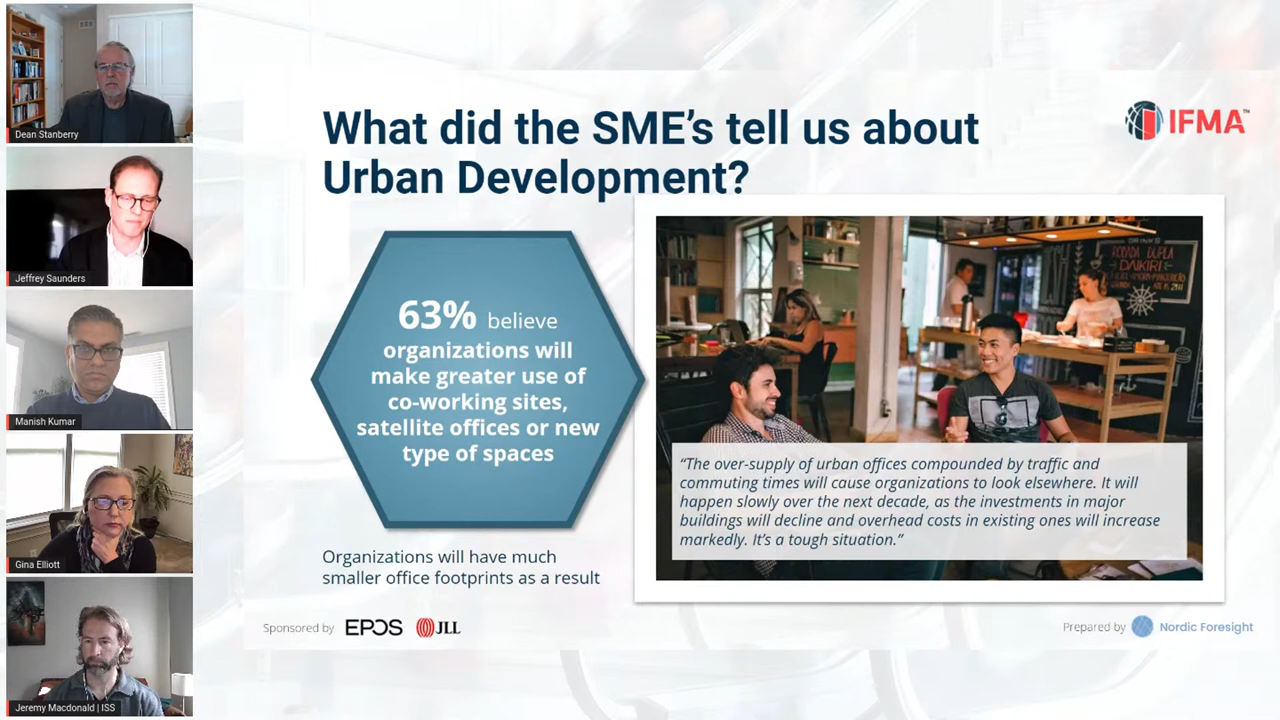 Dean Stanberry
Jeffrey Saunders
Manish Kumar
Gina Elliott
Jeremy Macdonald | ISS
What did the SME's tell us about
Urban Development?
IFMA™
63% believe
organizations will
make greater use of
co-working sites,
satellite offices or new
type of spaces
Organizations will have much
smaller office footprints as a result
DRINKS
RODADA DUPLA
DAIKIRI
“The over-supply of urban offices compounded by traffic and
commuting times will cause organizations to look elsewhere. It will
happen slowly over the next decade, as the investments in major
buildings will decline and overhead costs in existing ones will increase
markedly. It’s a tough situation.”
Sponsored by EPOS JLL
Prepared by Nordic Foresight